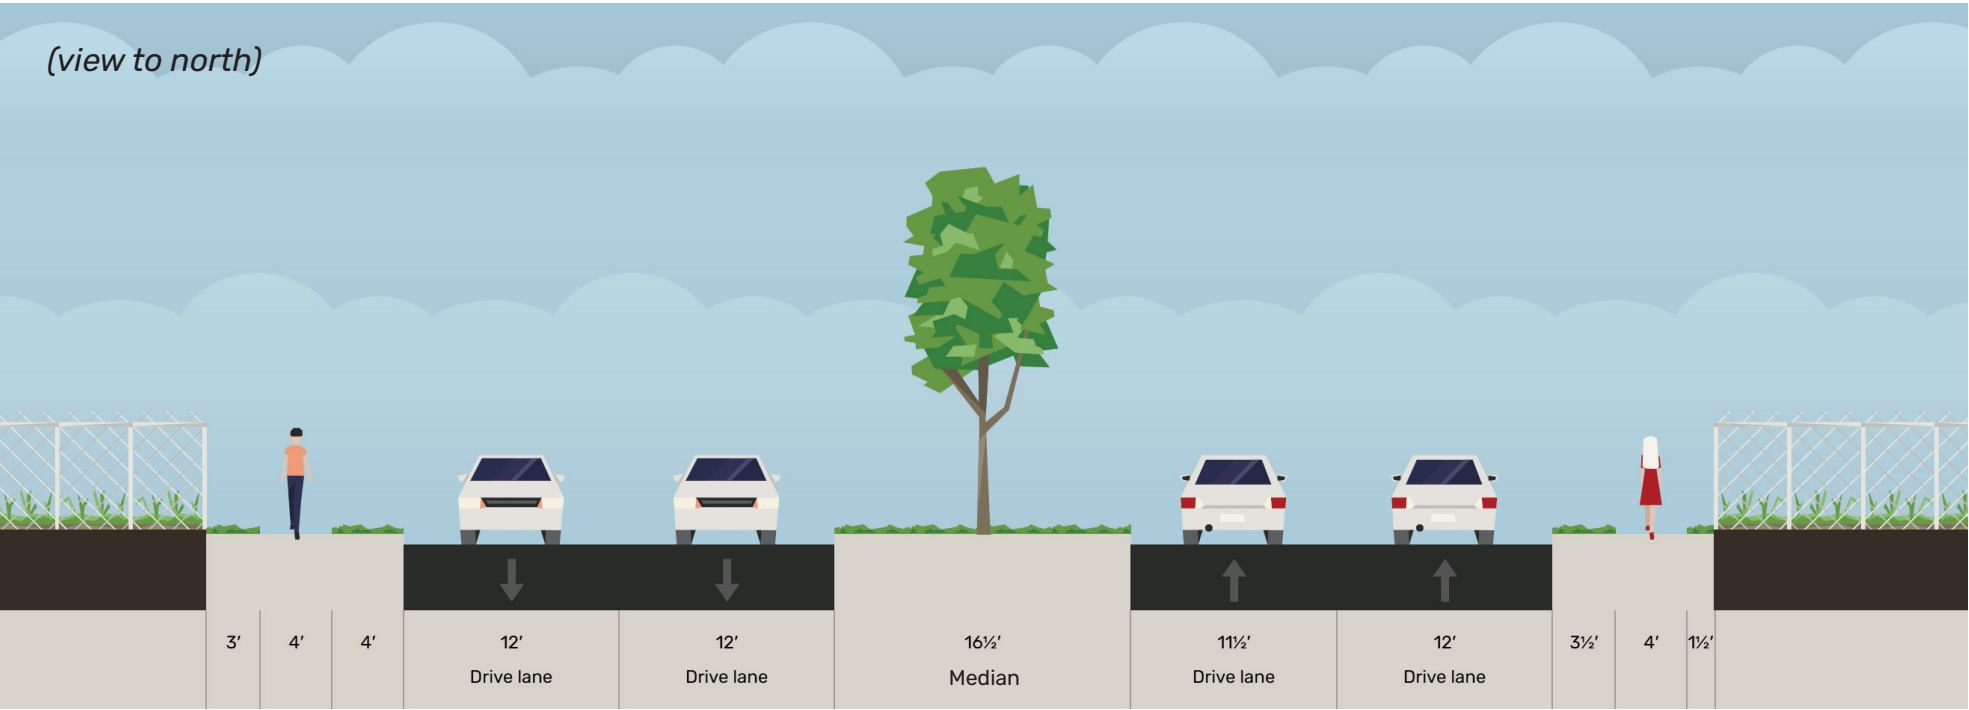 (view to north)
3′ 4′ 4′ 12′ 12′ 16½′ 11½′ 12′ 3½′ 4′ 1½′
Drive lane Drive lane Median Drive lane Drive lane